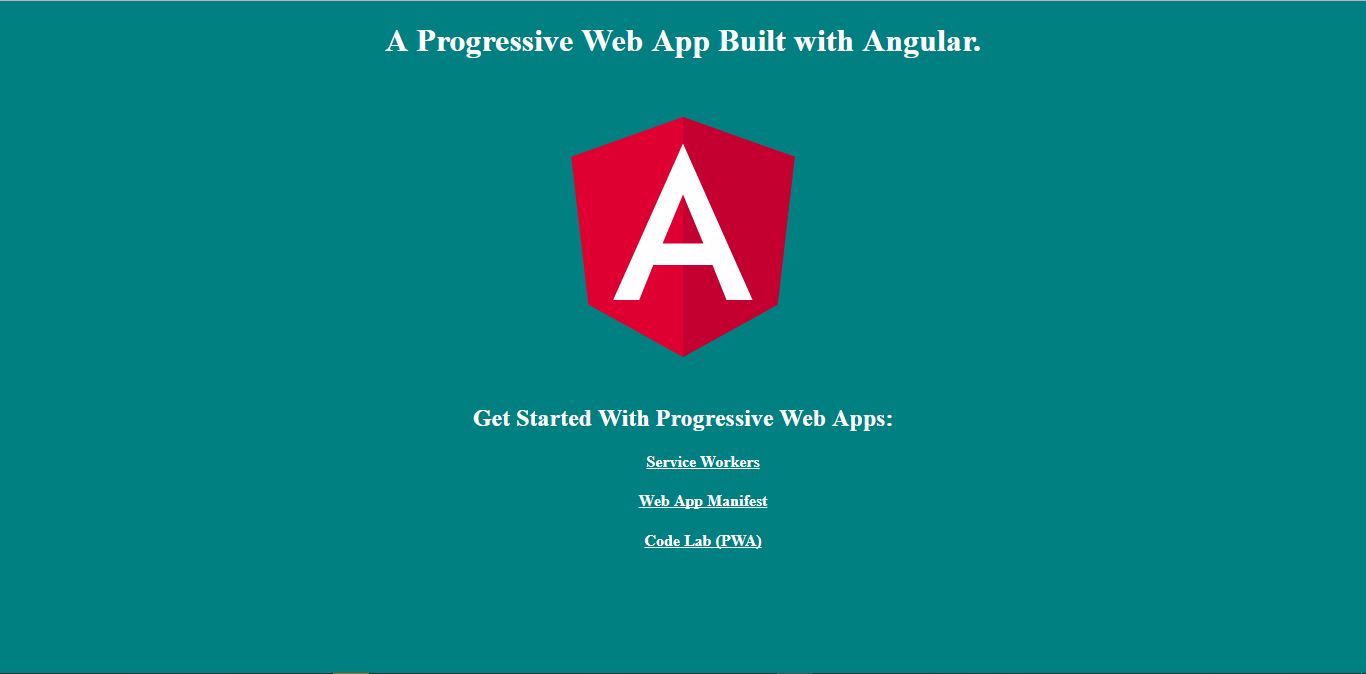 A Progressive Web App Built with Angular.
A
Get Started With Progressive Web Apps:
Service Workers
Web App Manifest
Code Lab (PWA)